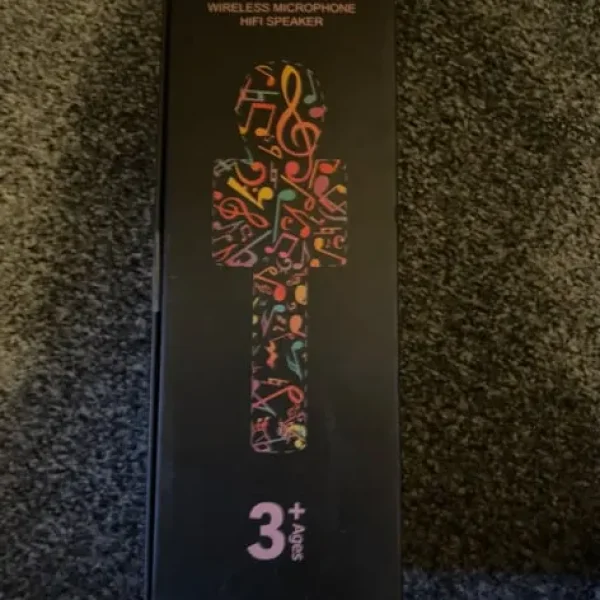 WIRELESS MICROPHONE
HIFI SPEAKER
3+ Ages